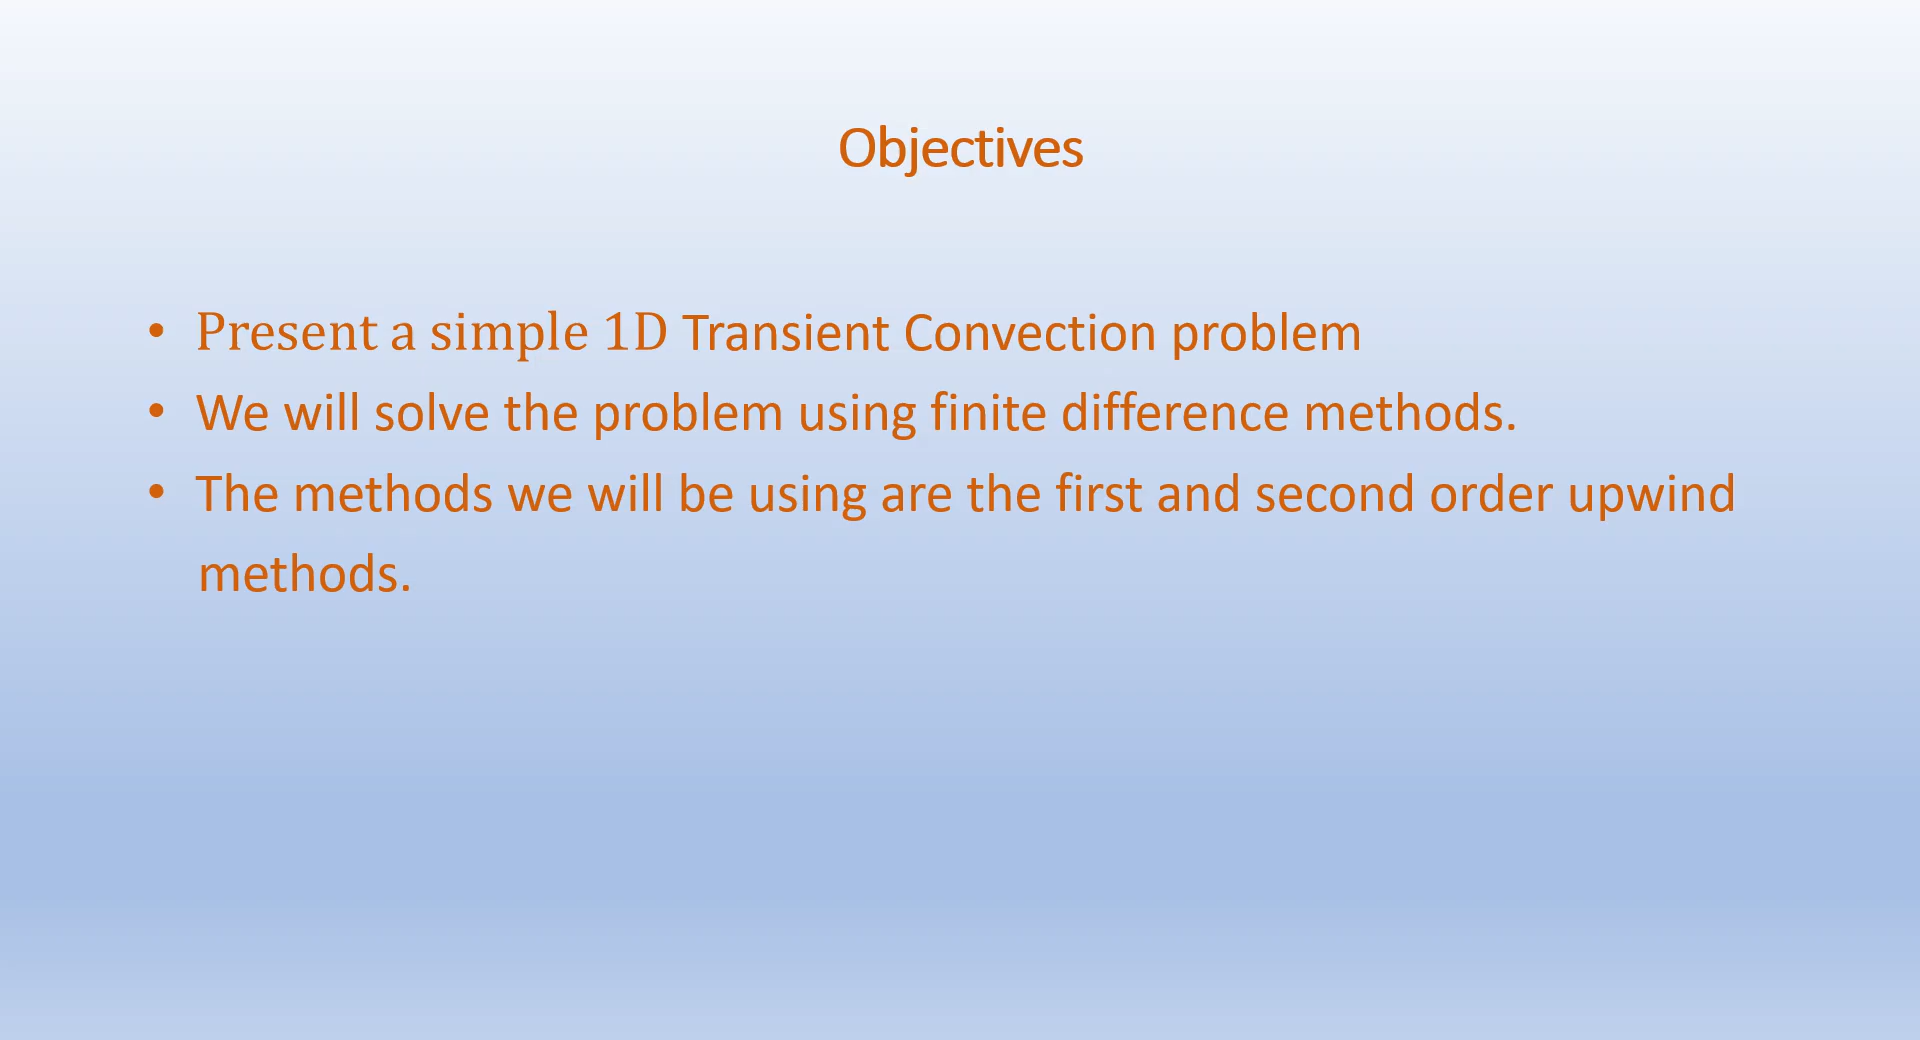 Objectives
• Present a simple 1D Transient Convection problem
• We will solve the problem using finite difference methods.
• The methods we will be using are the first and second order upwind
methods.